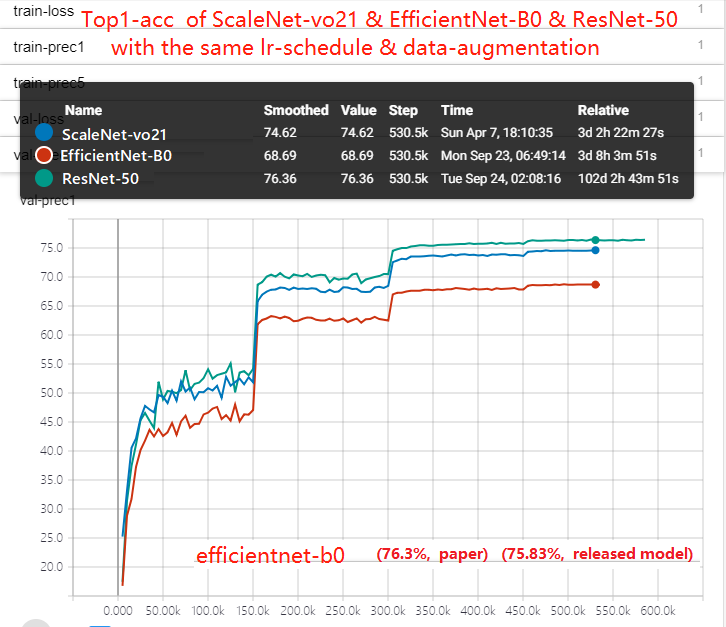 train-loss
Top1-acc of ScaleNet-vo21 & EfficientNet-B0 & ResNet-50
1
train-prec1
with the same lr-schedule & data-augmentation
1
train-prec5
1
val-loss
1
1
Name Smoothed Value Step Time Relative
ScaleNet-vo21 74.62 74.62 530.5k Sun Apr 7, 18:10:35 3d 2h 22m 27s
EfficientNet-B0 68.69 68.69 530.5k Mon Sep 23, 06:49:14 3d 8h 3m 51s
ResNet-50 76.36 76.36 530.5k Tue Sep 24, 02:08:16 102d 2h 43m 51s
val-prec1
75.0
70.0
65.0
60.0
55.0
50.0
45.0
40.0
35.0
30.0
25.0
20.0
efficientnet-b0 (76.3%, paper) (75.83%, released model)
0.000 50.00k 100.0k 150.0k 200.0k 250.0k 300.0k 350.0k 400.0k 450.0k 500.0k 550.0k 600.0k